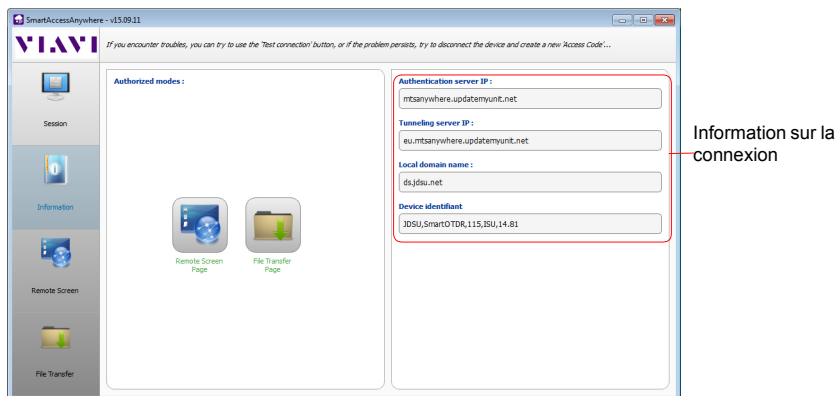 SmartAccessAnywhere - v15.09.11
VIAVI
If you encounter troubles, you can try to use the 'Test connection' button, or if the problem persists, try to disconnect the device and create a new 'Access Code'...
Session
Information
Remote Screen
File Transfer
Authorized modes :
Remote Screen
Page
File Transfer
Page
Authentication server IP :
mtsanywhere.updatemyunit.net
Tunneling server IP :
eu.mtsanywhere.updatemyunit.net
Local domain name :
ds.jdsu.net
Device identifiant
JDSU,SmartOTDR,115,ISU,14.81
Information sur la
connexion